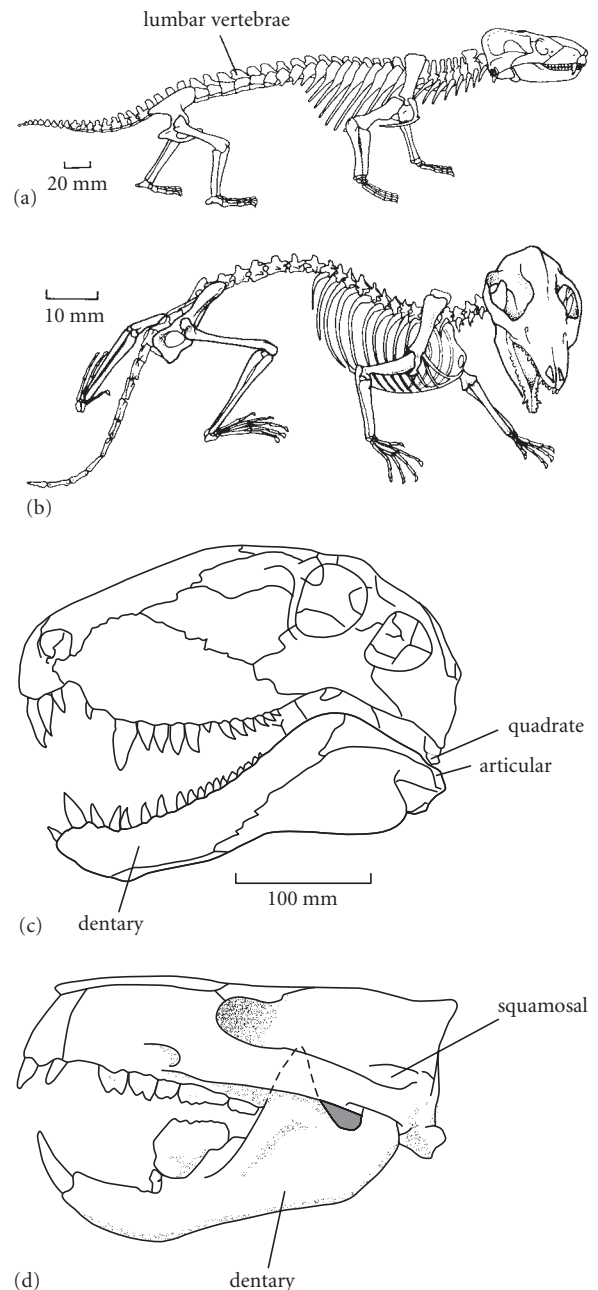 lumbar vertebrae
20 mm
(a)
10 mm
(b)
quadrate
articular
100 mm
(c)
dentary
squamosal
(d)
dentary